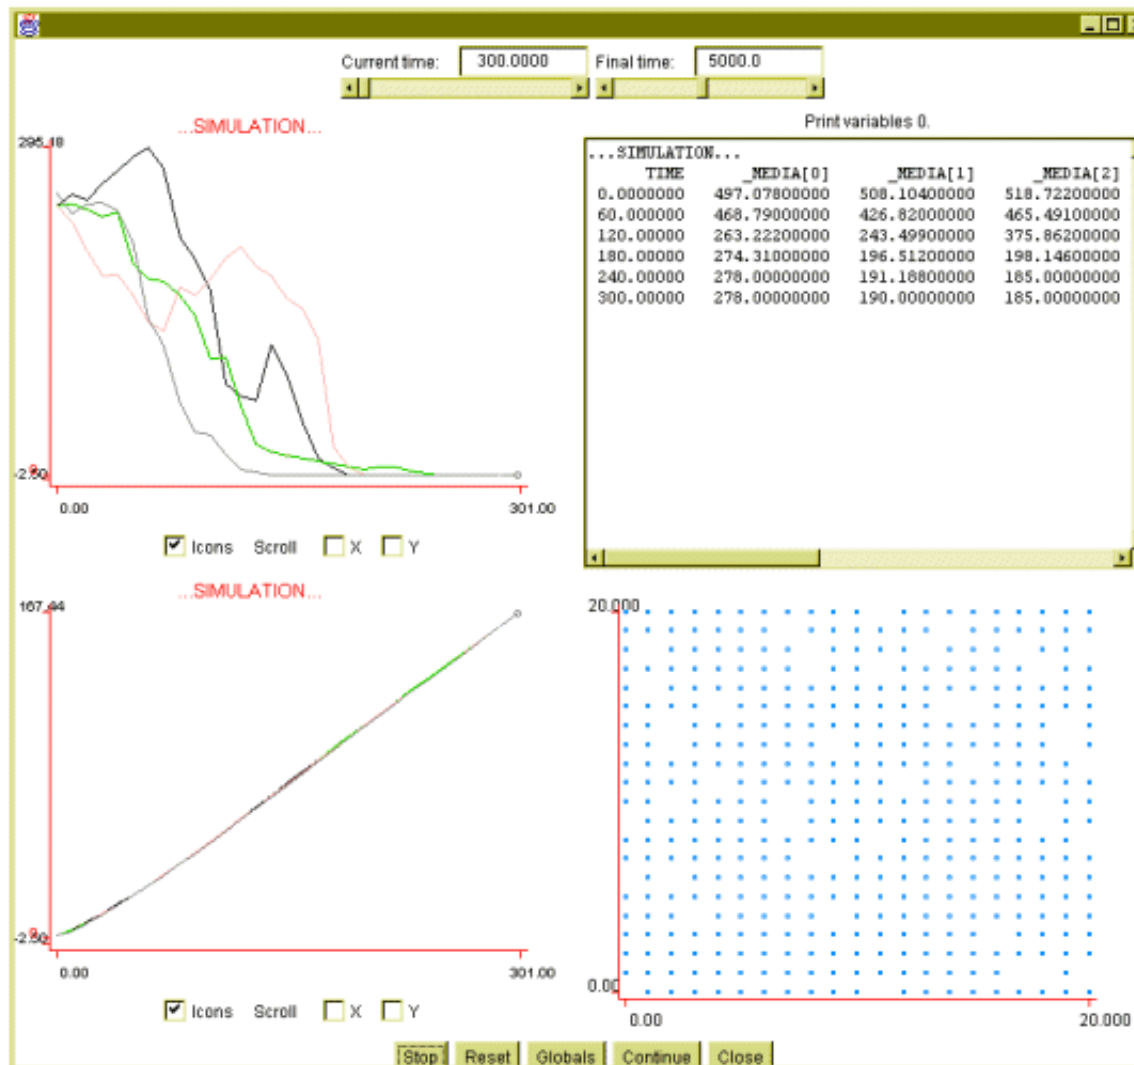 Current time: 300.0000 Final time: 5000.0
...SIMULATION...
295.18
0.00 301.00
Icons Scroll X Y
Print variables 0.
...SIMULATION...
TIME _MEDIA[0] _MEDIA[1] _MEDIA[2]
0.0000000 497.07800000 508.10400000 518.72200000
60.000000 468.79000000 426.82000000 465.49100000
120.00000 263.22200000 243.49900000 375.86200000
180.00000 274.31000000 196.51200000 198.14600000
240.00000 278.00000000 191.18800000 185.00000000
300.00000 278.00000000 190.00000000 185.00000000
...SIMULATION...
167.44
0.00 301.00
Icons Scroll X Y
20.000
0.00
0.00 20.000
Stop Reset Globals Continue Close